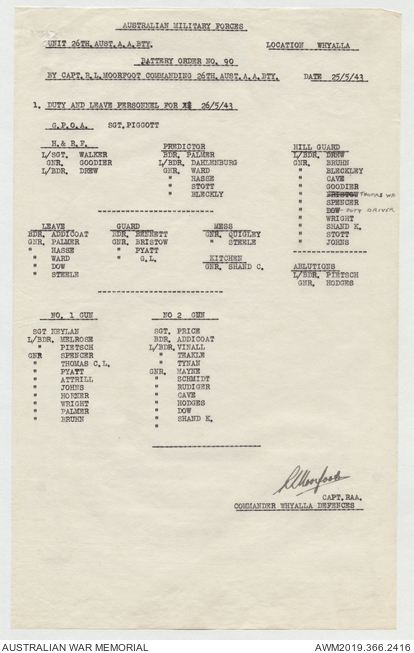 AUSTRALIAN MILITARY FORCES
UNIT 26TH. AUST. A.A. BTY. LOCATION WHYALLA
BATTERY ORDER NO. 90
BY CAPT. R.L. MOORFOOT COMMANDING 26TH. AUST. A.A. BTY. DATE 25/5/43
1. DUTY AND LEAVE PERSONNEL FOR 26/5/43
G.P.O.A. SGT. PIGGOTT
H. & R. F.
L/SGT. WALKER
GNR. GOODIER
L/BDR. DREW
PREDICTOR
BDR. PALMER
L/BDR. DAHLENBURG
GNR. WARD
" HASSE
" STOTT
" BLECKLY
HILL GUARD
L/BDR. DREW
GNR. BRUHN
" BLECKLEY
" CAVE
" GOODIER
" BRISTOW THOMAS WR
" SPENCER
" DOW - DUTY DRIVER
" WRIGHT
" SHAND K.
" STOTT
" JOHNS
LEAVE
BDR. ADDICOAT
GNR. PALMER
" HASSE
" WARD
" DOW
" STEELE
GUARD
BDR. BENNETT
GNR. BRISTOW
" PYATT
" G.L.
MESS
GNR. QUIGLEY
" STEELE
KITCHEN
GNR. SHAND C.
ABLUTIONS
L/BDR. PIETSCH
GNR. HODGES
NO. 1 GUN
SGT HEYLAN
L/BDR. MELROSE
" PIETSCH
GNR SPENCER
" THOMAS C.L.
" PYATT
" ATTRILL
" JOHNS
" HORNER
" WRIGHT
" PALMER
" BRUHN
NO 2 GUN
SGT. PRICE
BDR. ADDICOAT
L/BDR. VINALL
" TEAKLE
" TYNAN
GNR. MAYNE
" SCHMIDT
" RUDIGER
" CAVE
" HODGES
" DOW
" SHAND K.
"
RLMoorfoot
CAPT. RAA.
COMMANDER WHYALLA DEFENCES
AUSTRALIAN WAR MEMORIAL AWM2019.366.2416